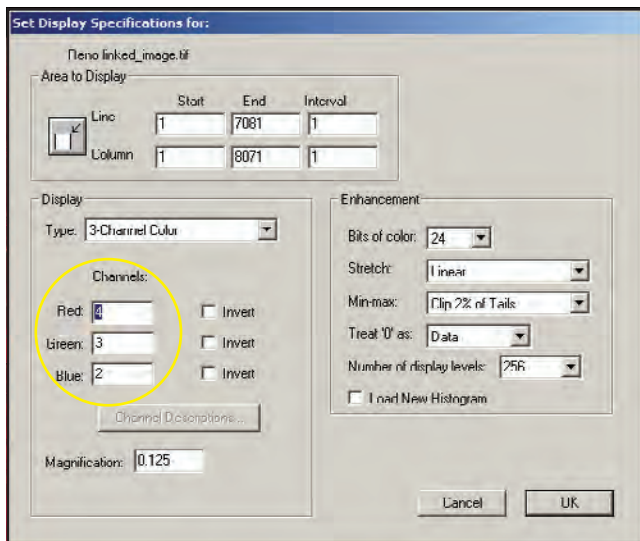 Set Display Specifications for:
Reno linked_image.tif
Area to Display
Start End Interval
Line 1 7081 1
Column 1 8071 1
Display
Type: 3-Channel Color
Channels:
Red: 4 Invert
Green: 3 Invert
Blue: 2 Invert
Channel Descriptions...
Magnification: 0.125
Enhancement
Bits of color: 24
Stretch: Linear
Min-max: Clip 2% of Tails
Treat '0' as: Data
Number of display levels: 256
Load New Histogram
Cancel OK